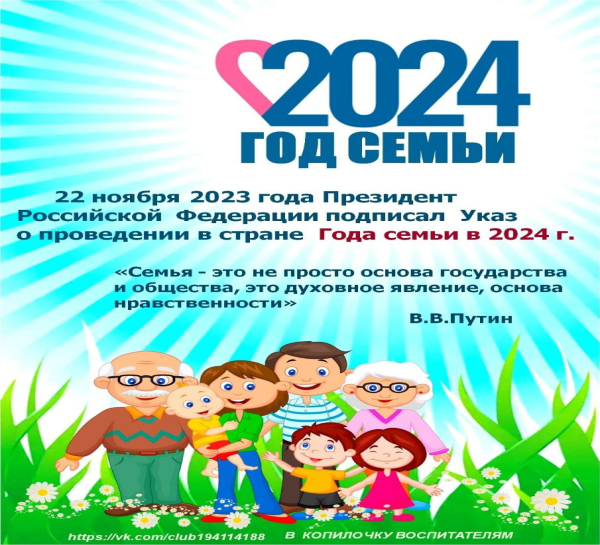 2024
ГОД СЕМЬИ
22 ноября 2023 года Президент
Российской Федерации подписал Указ
о проведении в стране Года семьи в 2024 г.
«Семья - это не просто основа государства
и общества, это духовное явление, основа
нравственности»
В.В.Путин
https://vk.com/club194114188 В КОПИЛОЧКУ ВОСПИТАТЕЛЯМ